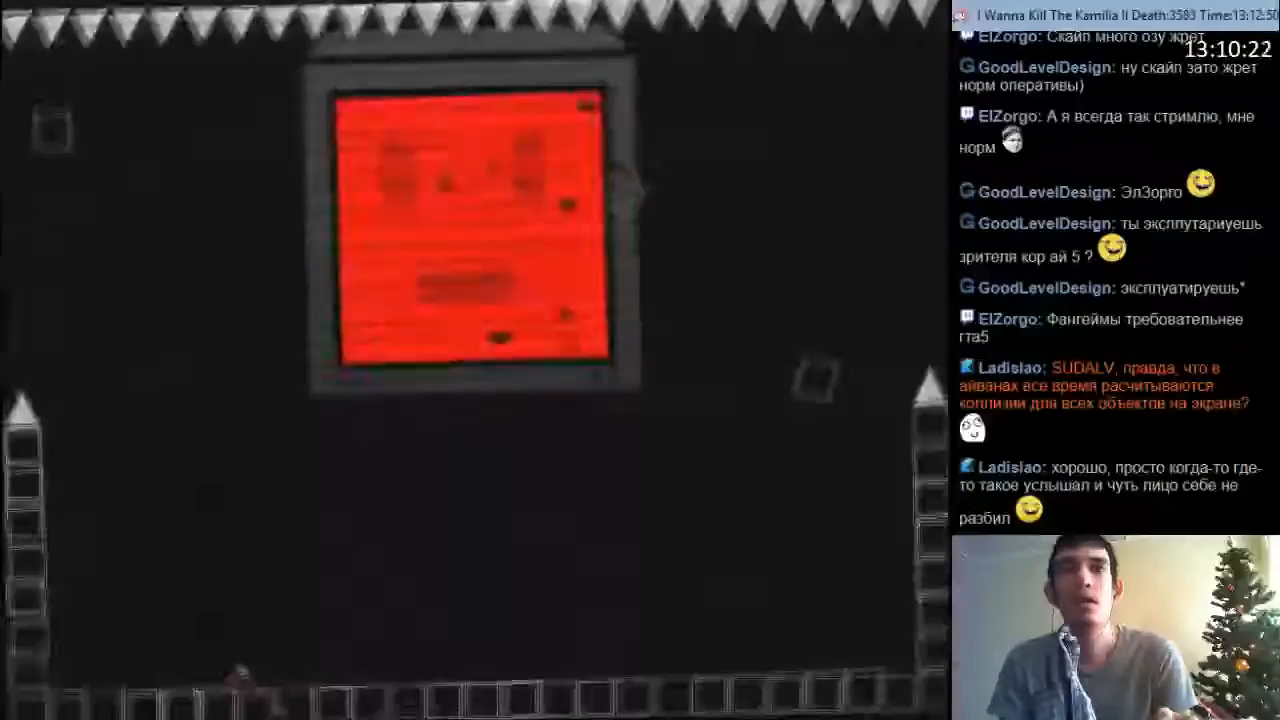 I Wanna Kill The Kamilia II Death:3583 Time:13:12:5
ElZorgo: Скайп много озу жрет
13:10:22
GoodLevelDesign: ну скайп зато жрет
норм оперативы)
ElZorgo: А я всегда так стримлю, мне
норм
GoodLevelDesign: ЭлЗорго
GoodLevelDesign: ты эксплутариуешь
зрителя кор ай 5 ?
GoodLevelDesign: эксплуатируешь*
ElZorgo: Фангеймы требовательнее
гта5
Ladislao: SUDALV, правда, что в
айванах все время расчитываются
коллизии для всех объектов на экране?
Ladislao: хорошо, просто когда-то где-
то такое услышал и чуть лицо себе не
разбил